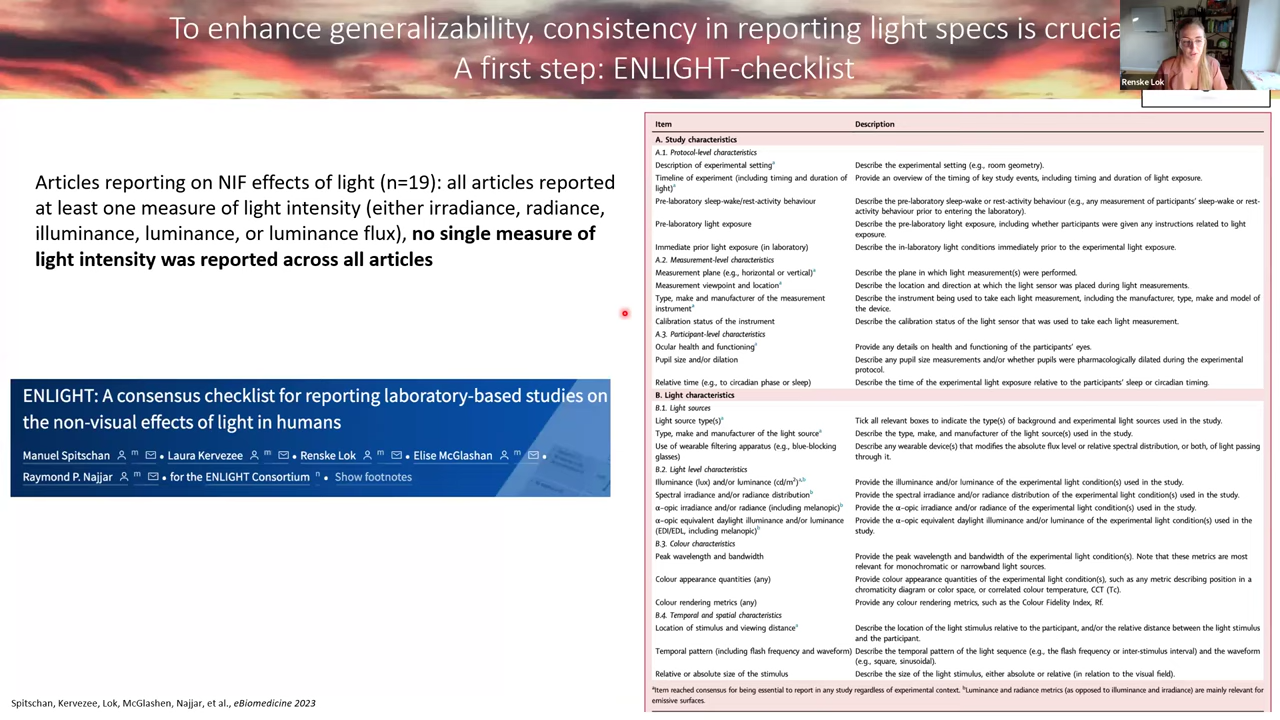 To enhance generalizability, consistency in reporting light specs is crucia
A first step: ENLIGHT-checklist
Renske Lok
Articles reporting on NIF effects of light (n=19): all articles reported
at least one measure of light intensity (either irradiance, radiance,
illuminance, luminance, or luminance flux), no single measure of
light intensity was reported across all articles
ENLIGHT: A consensus checklist for reporting laboratory-based studies on
the non-visual effects of light in humans
Manuel Spitschan m • Laura Kervezee m • Renske Lok m • Elise McGlashan m •
Raymond P. Najjar m • for the ENLIGHT Consortium n • Show footnotes
Spitschan, Kervezee, Lok, McGlashen, Najjar, et al., eBiomedicine 2023
Item Description
A. Study characteristics
A.1. Protocol-level characteristics
Description of experimental settingᵃ Describe the experimental setting (e.g., room geometry).
Timeline of experiment (including timing and duration of Provide an overview of the timing of key study events, including timing and duration of light exposure.
light)ᵃ
Pre-laboratory sleep-wake/rest-activity behaviour Describe the pre-laboratory sleep-wake or rest-activity behaviour (e.g., any measurement of participants' sleep-wake or rest-
activity behaviour prior to entering the laboratory).
Pre-laboratory light exposure Describe the pre-laboratory light exposure, including whether participants were given any instructions related to light
exposure.
Immediate prior light exposure (in laboratory) Describe the in-laboratory light conditions immediately prior to the experimental light exposure.
A.2. Measurement-level characteristics
Measurement plane (e.g., horizontal or vertical)ᵃ Describe the plane in which light measurement(s) were performed.
Measurement viewpoint and locationᵃ Describe the location and direction at which the light sensor was placed during light measurements.
Type, make and manufacturer of the measurement Describe the instrument being used to take each light measurement, including the manufacturer, type, make and model of
instrumentᵃ the device.
Calibration status of the instrument Describe the calibration status of the light sensor that was used to take each light measurement.
A.3. Participant-level characteristics
Ocular health and functioningᵃ Provide any details on health and functioning of the participants' eyes.
Pupil size and/or dilation Describe any pupil size measurements and/or whether pupils were pharmacologically dilated during the experimental
protocol.
Relative time (e.g., to circadian phase or sleep) Describe the time of the experimental light exposure relative to the participants' sleep or circadian timing.
B. Light characteristics
B.1. Light sources
Light source type(s)ᵃ Tick all relevant boxes to indicate the type(s) of background and experimental light sources used in the study.
Type, make and manufacturer of the light sourceᵃ Describe the type, make, and manufacturer of the light source(s) used in the study.
Use of wearable filtering apparatus (e.g., blue-blocking Describe any wearable device(s) that modifies the absolute flux level or relative spectral distribution, or both, of light passing
glasses) through it.
B.2. Light level characteristics
Illuminance (lux) and/or luminance (cd/m²)ᵃ,ᵇ Provide the illuminance and/or luminance of the experimental light condition(s) used in the study.
Spectral irradiance and/or radiance distributionᵇ Provide the spectral irradiance and/or radiance distribution of the experimental light condition(s) used in the study.
α-opic irradiance and/or radiance (including melanopic)ᵇ Provide the α-opic irradiance and/or radiance of the experimental light condition(s) used in the study.
α-opic equivalent daylight illuminance and/or luminance Provide the α-opic equivalent daylight illuminance and/or luminance of the experimental light condition(s) used in the
(EDI/EDL, including melanopic)ᵇ study.
B.3. Colour characteristics
Peak wavelength and bandwidth Provide the peak wavelength and bandwidth of the experimental light condition(s). Note that these metrics are most
relevant for monochromatic or narrowband light sources.
Colour appearance quantities (any) Provide colour appearance quantities of the experimental light condition(s), such as any metric describing position in a
chromaticity diagram or color space, or correlated colour temperature, CCT (Tc).
Colour rendering metrics (any) Provide any colour rendering metrics, such as the Colour Fidelity Index, Rf.
B.4. Temporal and spatial characteristics
Location of stimulus and viewing distanceᵃ Describe the location of the light stimulus relative to the participant, and/or the relative distance between the light stimulus
and the participant.
Temporal pattern (including flash frequency and waveform) Describe the temporal pattern of the light sequence (e.g., the flash frequency or inter-stimulus interval) and the waveform
(e.g., square, sinusoidal).
Relative or absolute size of the stimulus Describe the size of the light stimulus, either absolute or relative (in relation to the visual field).
ᵃItem reached consensus for being essential to report in any study regardless of experimental context. ᵇLuminance and radiance metrics (as opposed to illuminance and irradiance) are mainly relevant for
emissive surfaces.